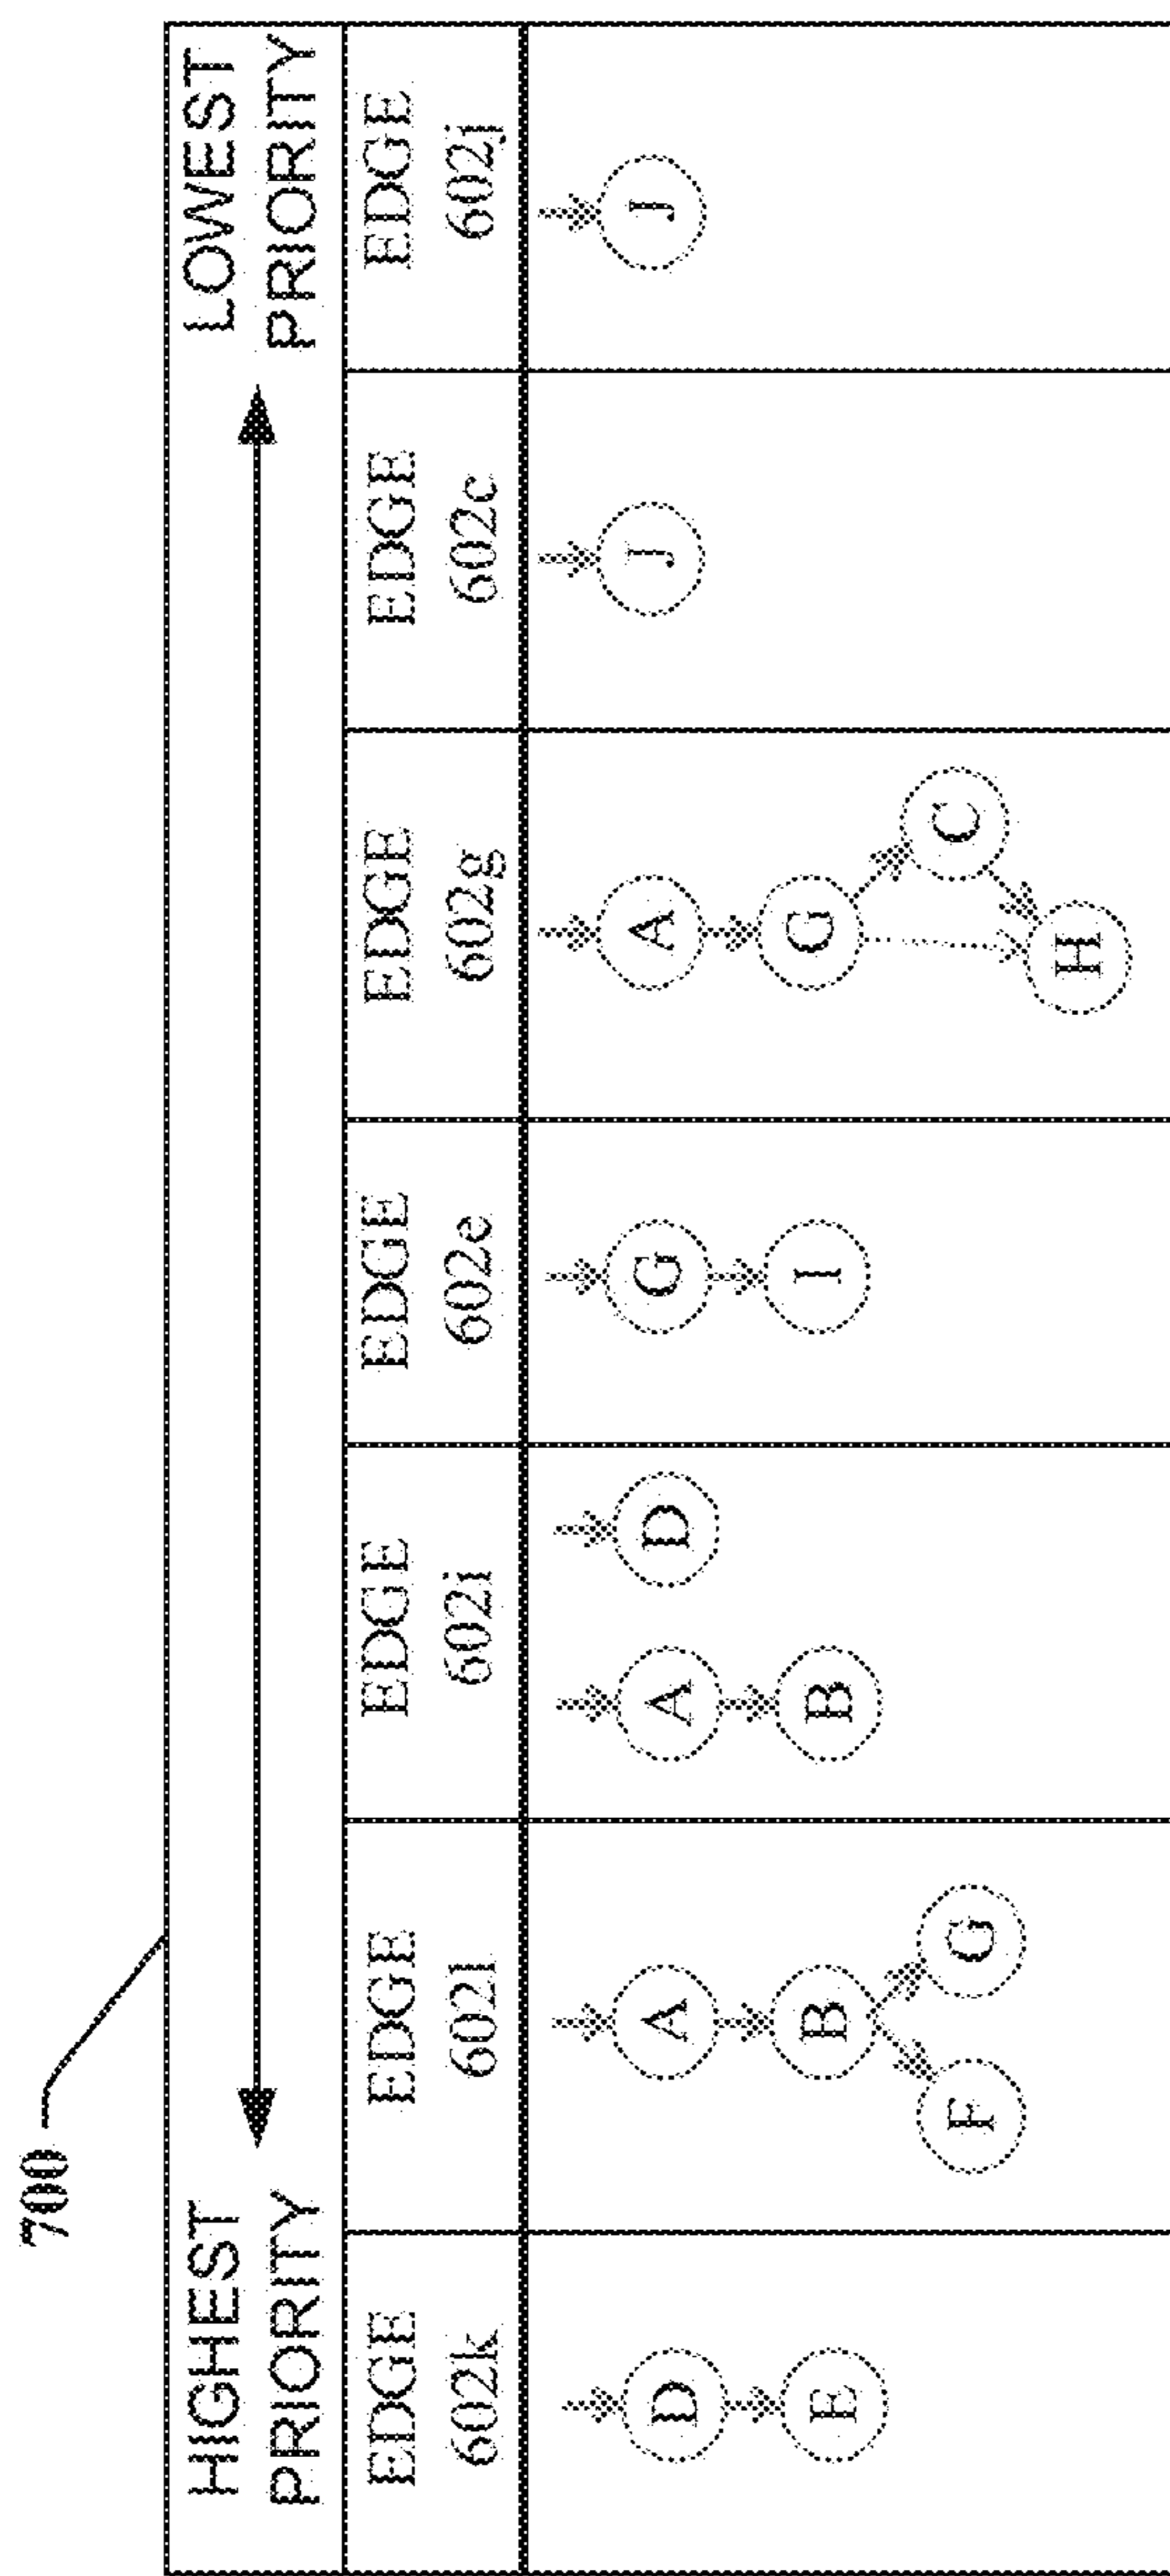 700
HIGHEST
PRIORITY
LOWEST
PRIORITY
EDGE
602k
EDGE
602l
EDGE
602i
EDGE
602e
EDGE
602g
EDGE
602c
EDGE
602j
D
E
A
B
F
G
A
B
D
G
I
A
G
C
H
J
J